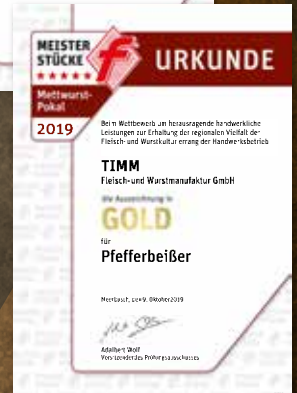 MEISTER
STÜCKE
URKUNDE
Mettwurst-
Pokal
2019
Beim Wettbewerb um herausragende handwerkliche
Leistungen zur Erhaltung der regionalen Vielfalt der
Fleisch- und Wurstkultur errang der Handwerksbetrieb
TIMM
Fleisch- und Wurstmanufaktur GmbH
die Auszeichnung in
GOLD
für
Pfefferbeißer
Meerbusch, den 9. Oktober 2019
Adalbert Wolf
Vorsitzender des Prüfungsausschusses